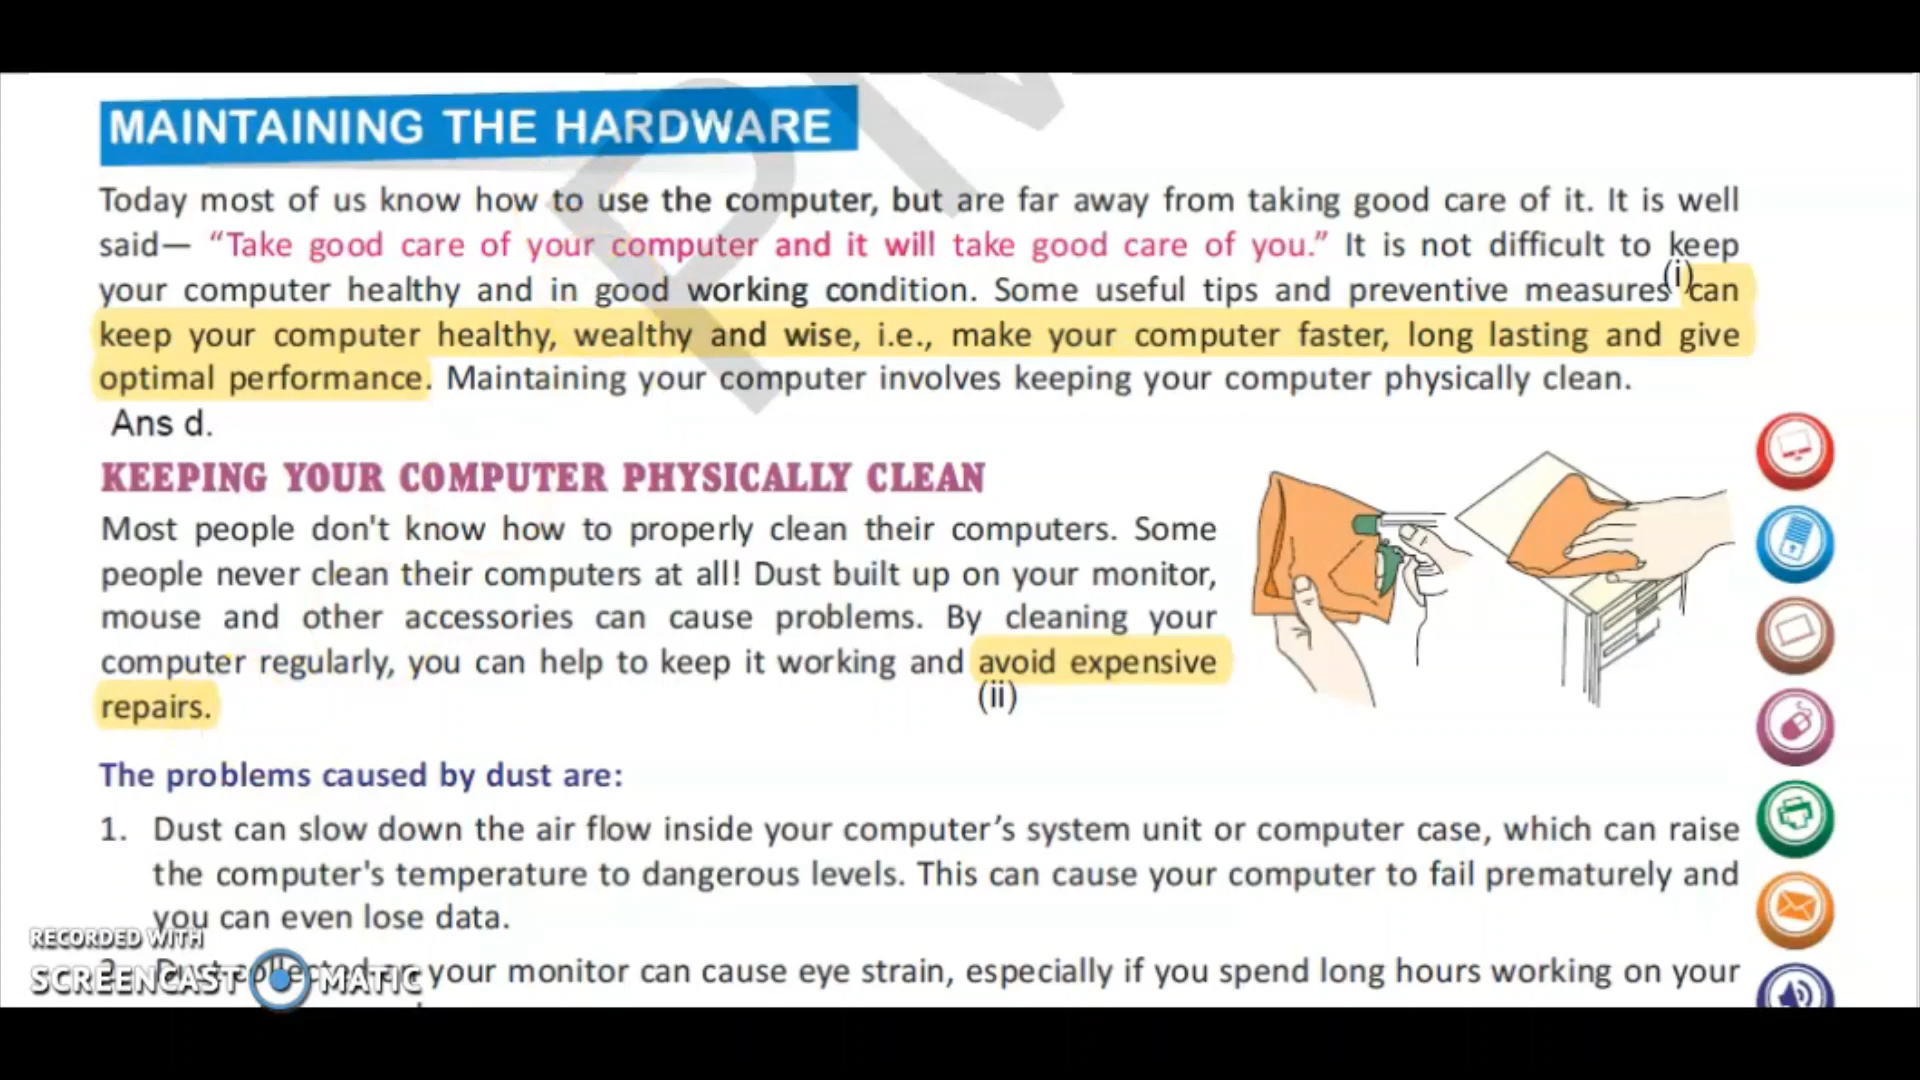 MAINTAINING THE HARDWARE
Today most of us know how to use the computer, but are far away from taking good care of it. It is well
said— “Take good care of your computer and it will take good care of you.” It is not difficult to keep
your computer healthy and in good working condition. Some useful tips and preventive measures (i) can
keep your computer healthy, wealthy and wise, i.e., make your computer faster, long lasting and give
optimal performance. Maintaining your computer involves keeping your computer physically clean.
Ans d.
KEEPING YOUR COMPUTER PHYSICALLY CLEAN
Most people don't know how to properly clean their computers. Some
people never clean their computers at all! Dust built up on your monitor,
mouse and other accessories can cause problems. By cleaning your
computer regularly, you can help to keep it working and avoid expensive
(ii)
repairs.
The problems caused by dust are:
1. Dust can slow down the air flow inside your computer’s system unit or computer case, which can raise
the computer's temperature to dangerous levels. This can cause your computer to fail prematurely and
you can even lose data.
2. Dust collected on your monitor can cause eye strain, especially if you spend long hours working on your
RECORDED WITH
SCREENCAST MATIC